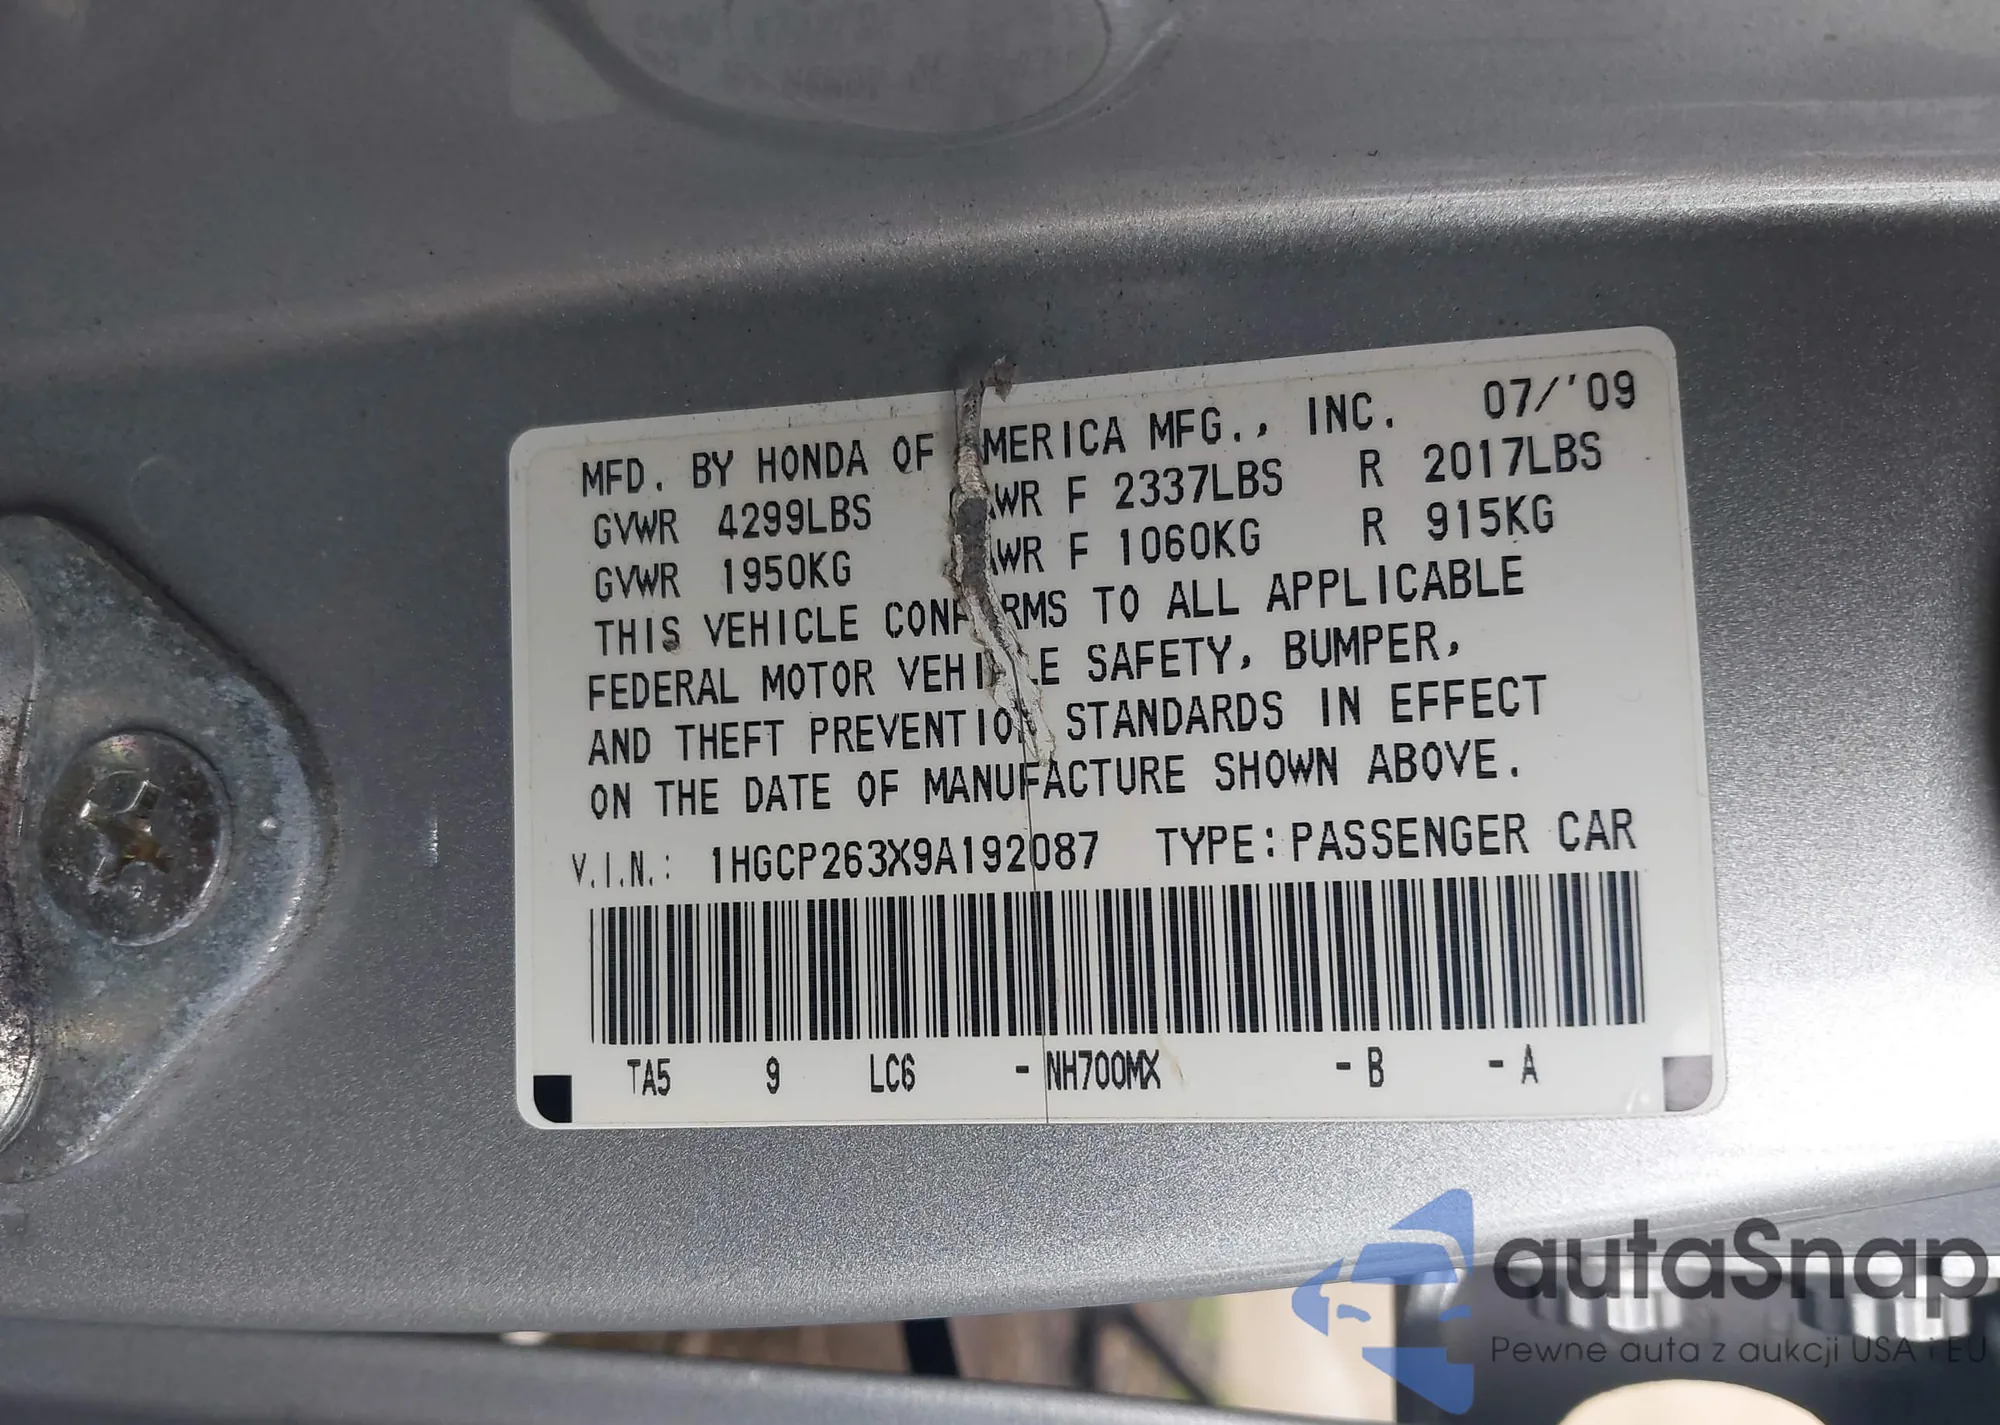 MFD. BY HONDA OF AMERICA MFG., INC. 07/'09
GVWR 4299LBS GAWR F 2337LBS R 2017LBS
GVWR 1950KG GAWR F 1060KG R 915KG
THIS VEHICLE CONFORMS TO ALL APPLICABLE
FEDERAL MOTOR VEHICLE SAFETY, BUMPER,
AND THEFT PREVENTION STANDARDS IN EFFECT
ON THE DATE OF MANUFACTURE SHOWN ABOVE.
V.I.N.: 1HGCP263X9A192087 TYPE: PASSENGER CAR
TA5 9 LC6 - NH700MX - B - A
autaSnap
Pewne auta z aukcji USA i EU